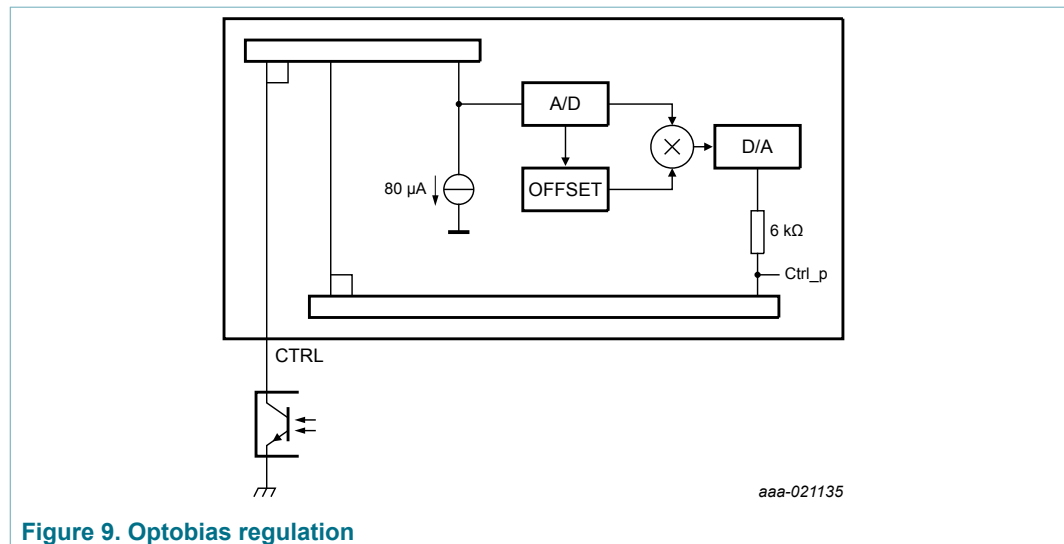 A/D
D/A
80 µA
OFFSET
6 kΩ
Ctrl_p
CTRL
aaa-021135
Figure 9. Optobias regulation